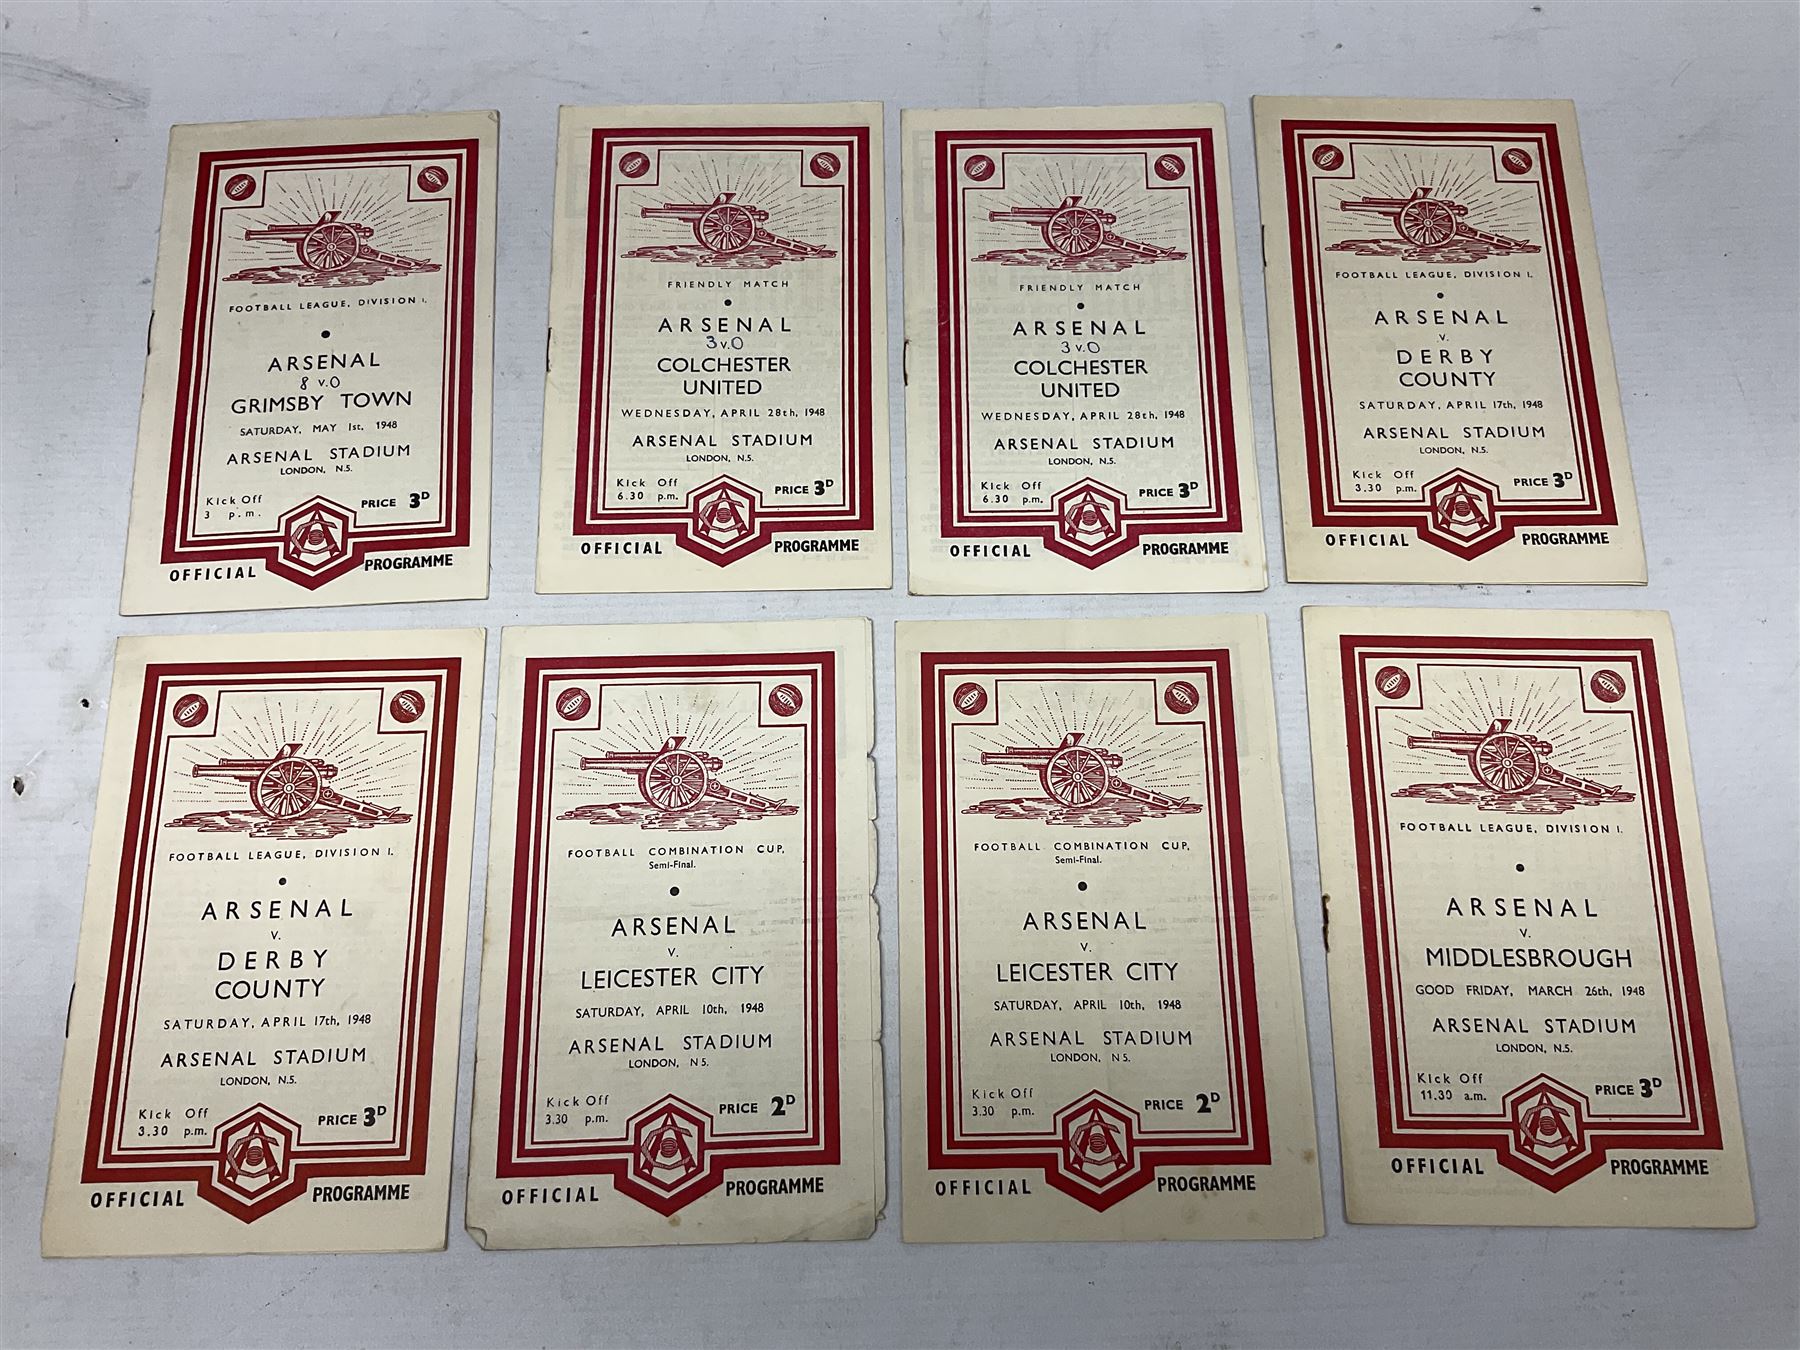 FOOTBALL LEAGUE, DIVISION I.
ARSENAL
8 v. 0
GRIMSBY TOWN
SATURDAY, MAY 1st, 1948
ARSENAL STADIUM
LONDON, N.5.
Kick Off
3 p.m.
PRICE 3D
OFFICIAL PROGRAMME
FRIENDLY MATCH
ARSENAL
3 v. 0
COLCHESTER
UNITED
WEDNESDAY, APRIL 28th, 1948
ARSENAL STADIUM
LONDON, N.5.
Kick Off
6.30 p.m.
PRICE 3D
OFFICIAL PROGRAMME
FRIENDLY MATCH
ARSENAL
3 v. 0
COLCHESTER
UNITED
WEDNESDAY, APRIL 28th, 1948
ARSENAL STADIUM
LONDON, N.5.
Kick Off
6.30 p.m.
PRICE 3D
OFFICIAL PROGRAMME
FOOTBALL LEAGUE, DIVISION I.
ARSENAL
v.
DERBY
COUNTY
SATURDAY, APRIL 17th, 1948
ARSENAL STADIUM
LONDON, N.5.
Kick Off
3.30 p.m.
PRICE 3D
OFFICIAL PROGRAMME
FOOTBALL LEAGUE, DIVISION I.
ARSENAL
v.
DERBY
COUNTY
SATURDAY, APRIL 17th, 1948
ARSENAL STADIUM
LONDON, N.5.
Kick Off
3.30 p.m.
PRICE 3D
OFFICIAL PROGRAMME
FOOTBALL COMBINATION CUP,
Semi-Final.
ARSENAL
v.
LEICESTER CITY
SATURDAY, APRIL 10th, 1948
ARSENAL STADIUM
LONDON, N5.
Kick Off
3.30 p.m.
PRICE 2D
OFFICIAL PROGRAMME
FOOTBALL COMBINATION CUP,
Semi-Final.
ARSENAL
v.
LEICESTER CITY
SATURDAY, APRIL 10th, 1948
ARSENAL STADIUM
LONDON, N5.
Kick Off
3.30 p.m.
PRICE 2D
OFFICIAL PROGRAMME
FOOTBALL LEAGUE, DIVISION I.
ARSENAL
v.
MIDDLESBROUGH
GOOD FRIDAY, MARCH 26th, 1948
ARSENAL STADIUM
LONDON, N.5.
Kick Off
11.30 a.m.
PRICE 3D
OFFICIAL PROGRAMME